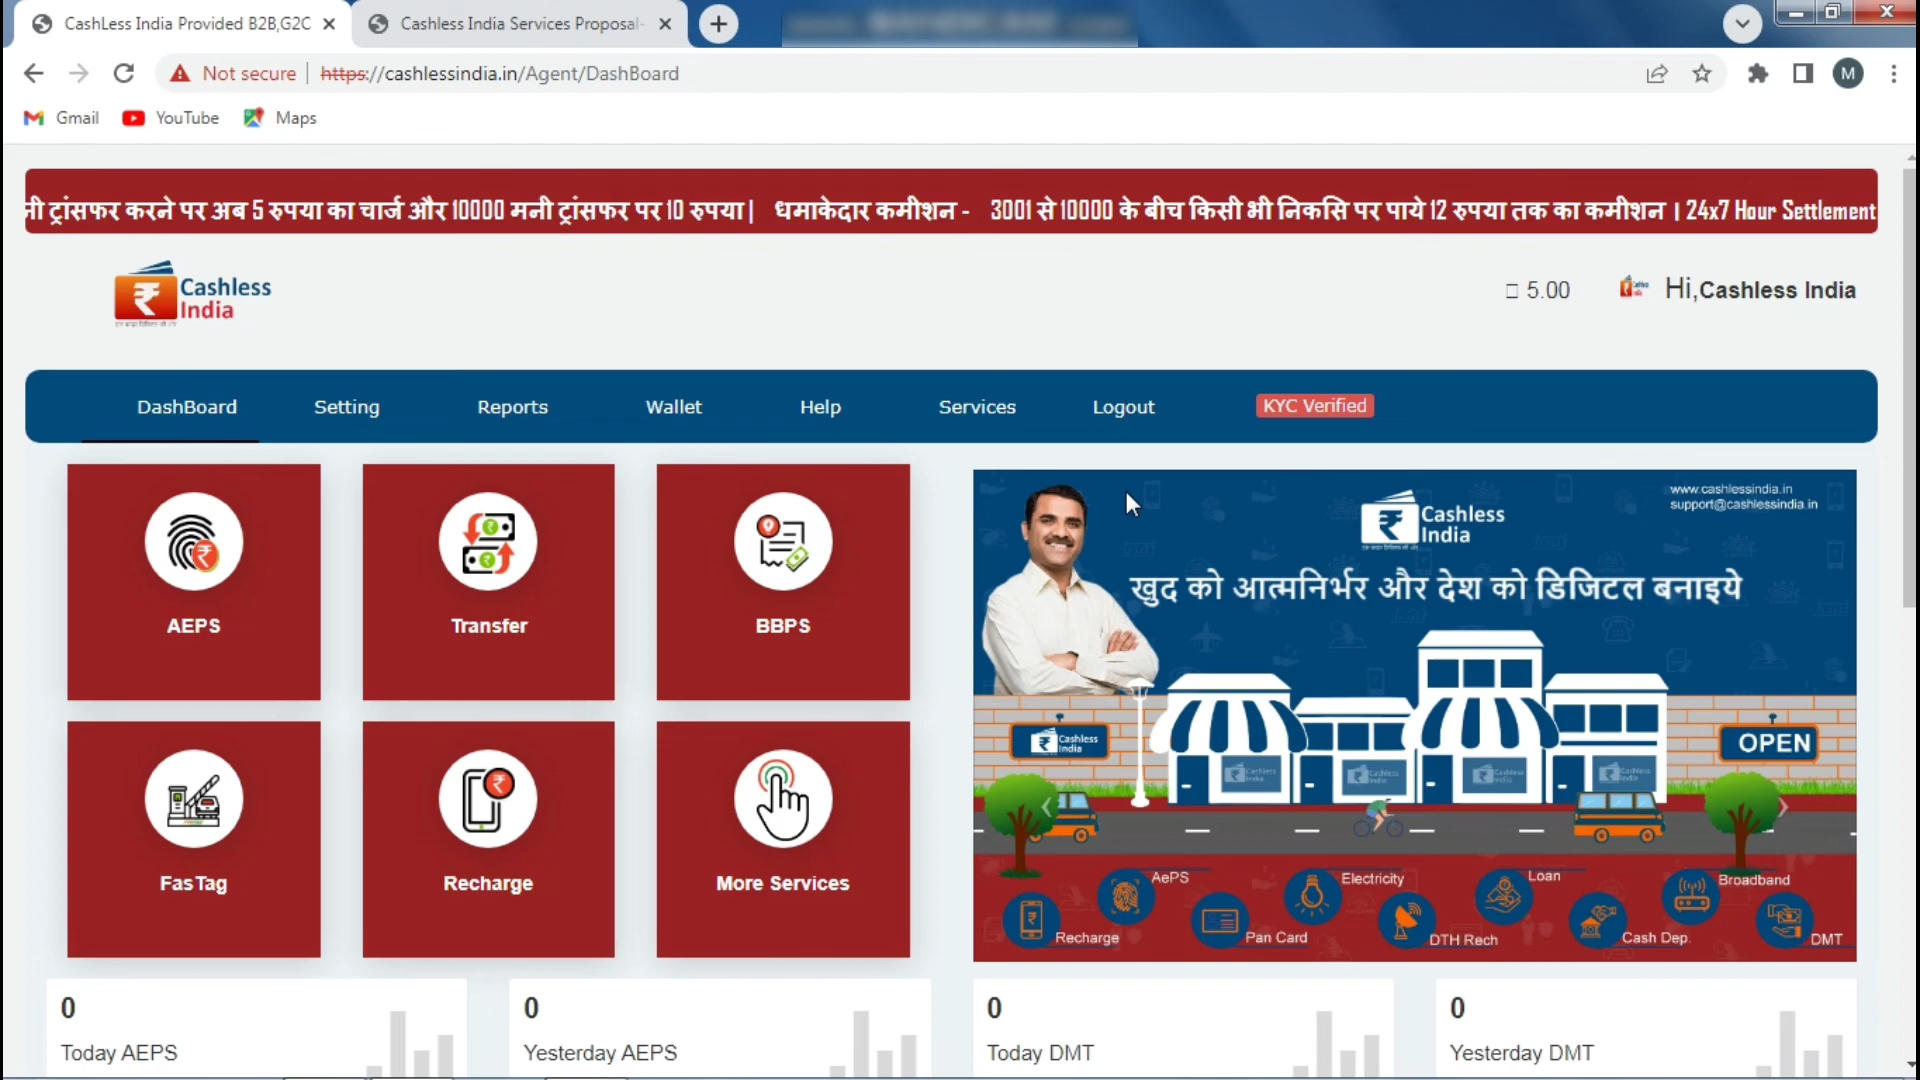 CashLess India Provided B2B,G2C
Cashless India Services Proposal-
Not secure
https://cashlessindia.in/Agent/DashBoard
M
Gmail
YouTube
Maps
नी ट्रांसफर करने पर अब 5 रुपया का चार्ज और 10000 मनी ट्रांसफर पर 10 रुपया | धमाकेदार कमीशन - 3001 से 10000 के बीच किसी भी निकसि पर पाये 12 रुपया तक का कमीशन । 24x7 Hour Settlement
Cashless
India
5.00
Hi,Cashless India
DashBoard
Setting
Reports
Wallet
Help
Services
Logout
KYC Verified
AEPS
Transfer
BBPS
FasTag
Recharge
More Services
www.cashlessindia.in
support@cashlessindia.in
Cashless
India
खुद को आत्मनिर्भर और देश को डिजिटल बनाइये
Cashless
India
OPEN
AePS
Electricity
Loan
Broadband
Recharge
Pan Card
DTH Rech
Cash Dep.
DMT
0
Today AEPS
0
Yesterday AEPS
0
Today DMT
0
Yesterday DMT